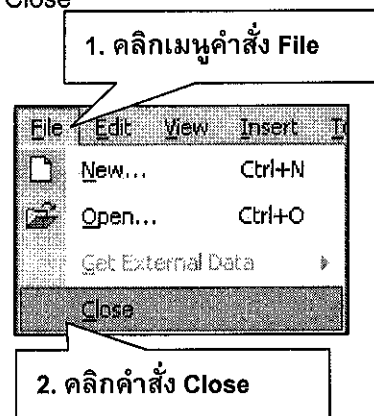 Close
1. คลิกเมนูคำสั่ง File
File Edit View Insert
New... Ctrl+N
Open... Ctrl+O
Get External Data
Close
2. คลิกคำสั่ง Close